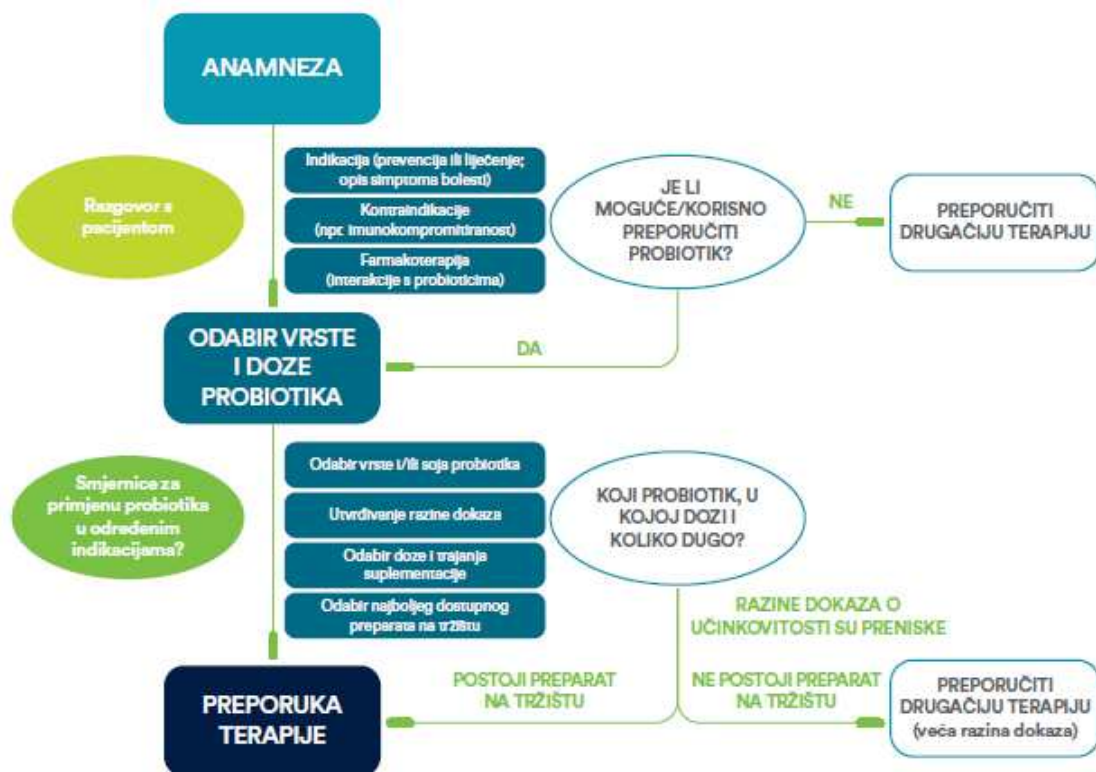 ANAMNEZA
Razgovor s
pacijentom
Indikacija (prevencija ili liječenje;
opis simptoma bolesti)
Kontraindikacije
(npr. imunokompromitiranost)
Farmakoterapija
(interakcije s probioticima)
JE LI
MOGUĆE/KORISNO
PREPORUČITI
PROBIOTIK?
NE
PREPORUČITI
DRUGAČIJU TERAPIJU
DA
ODABIR VRSTE
I DOZE
PROBIOTIKA
Smjernice za
primjenu probiotika
u određenim
indikacijama?
Odabir vrste i/ili soja probiotika
Utvrđivanje razine dokaza
Odabir doze i trajanja
suplementacije
Odabir najboljeg dostupnog
preparata na tržištu
KOJI PROBIOTIK, U
KOJOJ DOZI I
KOLIKO DUGO?
RAZINE DOKAZA O
UČINKOVITOSTI SU PRENISKE
POSTOJI PREPARAT
NA TRŽIŠTU
NE POSTOJI PREPARAT
NA TRŽIŠTU
PREPORUKA
TERAPIJE
PREPORUČITI
DRUGAČIJU TERAPIJU
(veća razina dokaza)